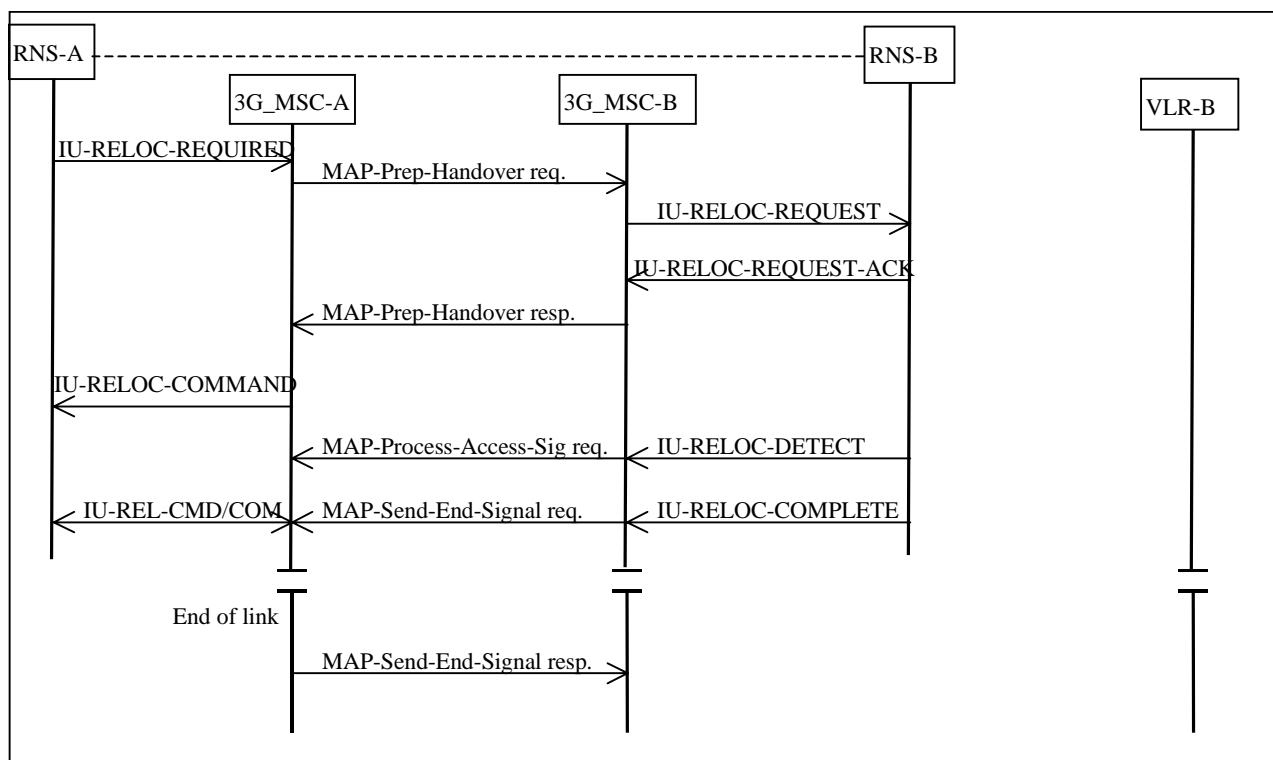 RNS-A
RNS-B
3G_MSC-A
3G_MSC-B
VLR-B
IU-RELOC-REQUIRED
MAP-Prep-Handover req.
IU-RELOC-REQUEST
IU-RELOC-REQUEST-ACK
MAP-Prep-Handover resp.
IU-RELOC-COMMAND
MAP-Process-Access-Sig req.
IU-RELOC-DETECT
IU-REL-CMD/COM
MAP-Send-End-Signal req.
IU-RELOC-COMPLETE
End of link
MAP-Send-End-Signal resp.